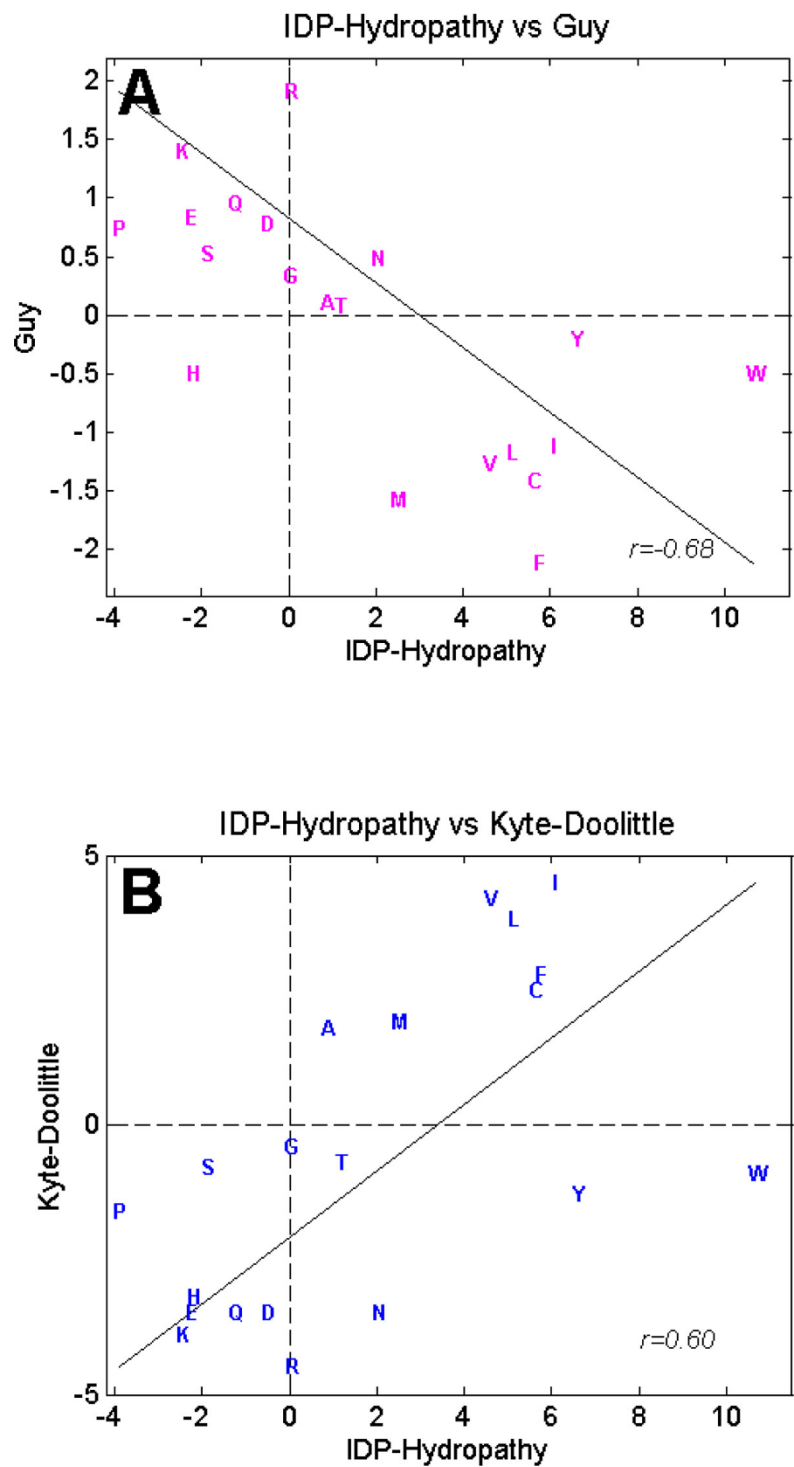 IDP-Hydropathy vs Guy
A
2
1.5
1
0.5
0
-0.5
-1
-1.5
-2
Guy
R
K
Q
E
D
P
S
N
G
A T
Y
H
W
I
L
V
C
M
F
r=-0.68
-4 -2 0 2 4 6 8 10
IDP-Hydropathy
IDP-Hydropathy vs Kyte-Doolittle
B
5
0
-5
Kyte-Doolittle
I
V
L
F
C
A
M
G
T
S
W
Y
P
H
E
Q
D
N
K
R
r=0.60
-4 -2 0 2 4 6 8 10
IDP-Hydropathy